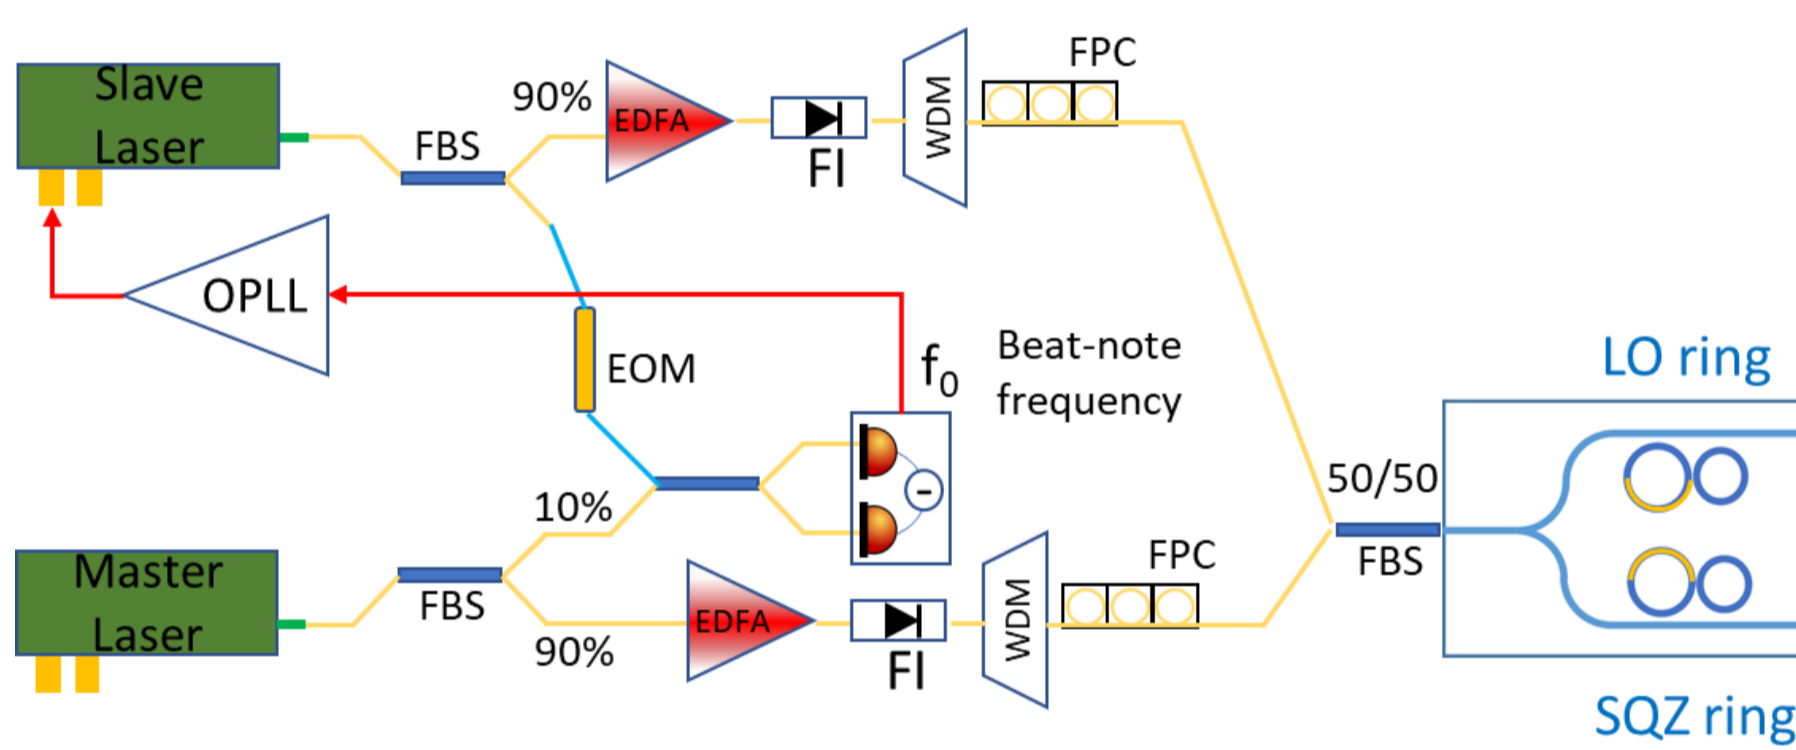 Slave
Laser
FBS
90%
EDFA
FI
WDM
FPC
OPLL
EOM
f0
Beat-note
frequency
LO ring
50/50
FBS
10%
Master
Laser
FBS
90%
EDFA
FI
WDM
FPC
SQZ ring